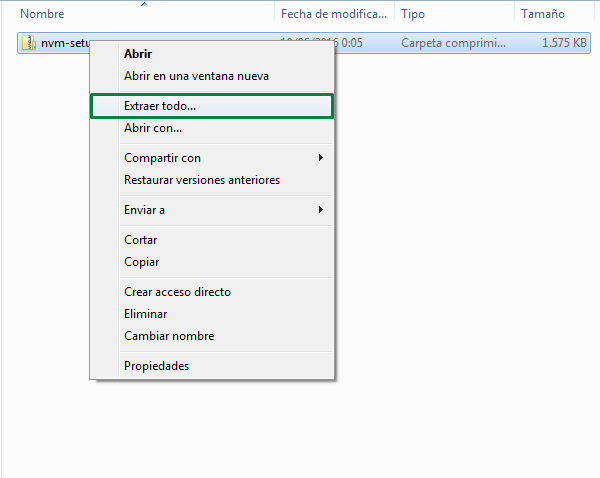 Nombre Fecha de modifica... Tipo Tamaño
nvm-setu 0:05 Carpeta comprimi... 1.575 KB
Abrir
Abrir en una ventana nueva
Extraer todo...
Abrir con...
Compartir con
Restaurar versiones anteriores
Enviar a
Cortar
Copiar
Crear acceso directo
Eliminar
Cambiar nombre
Propiedades